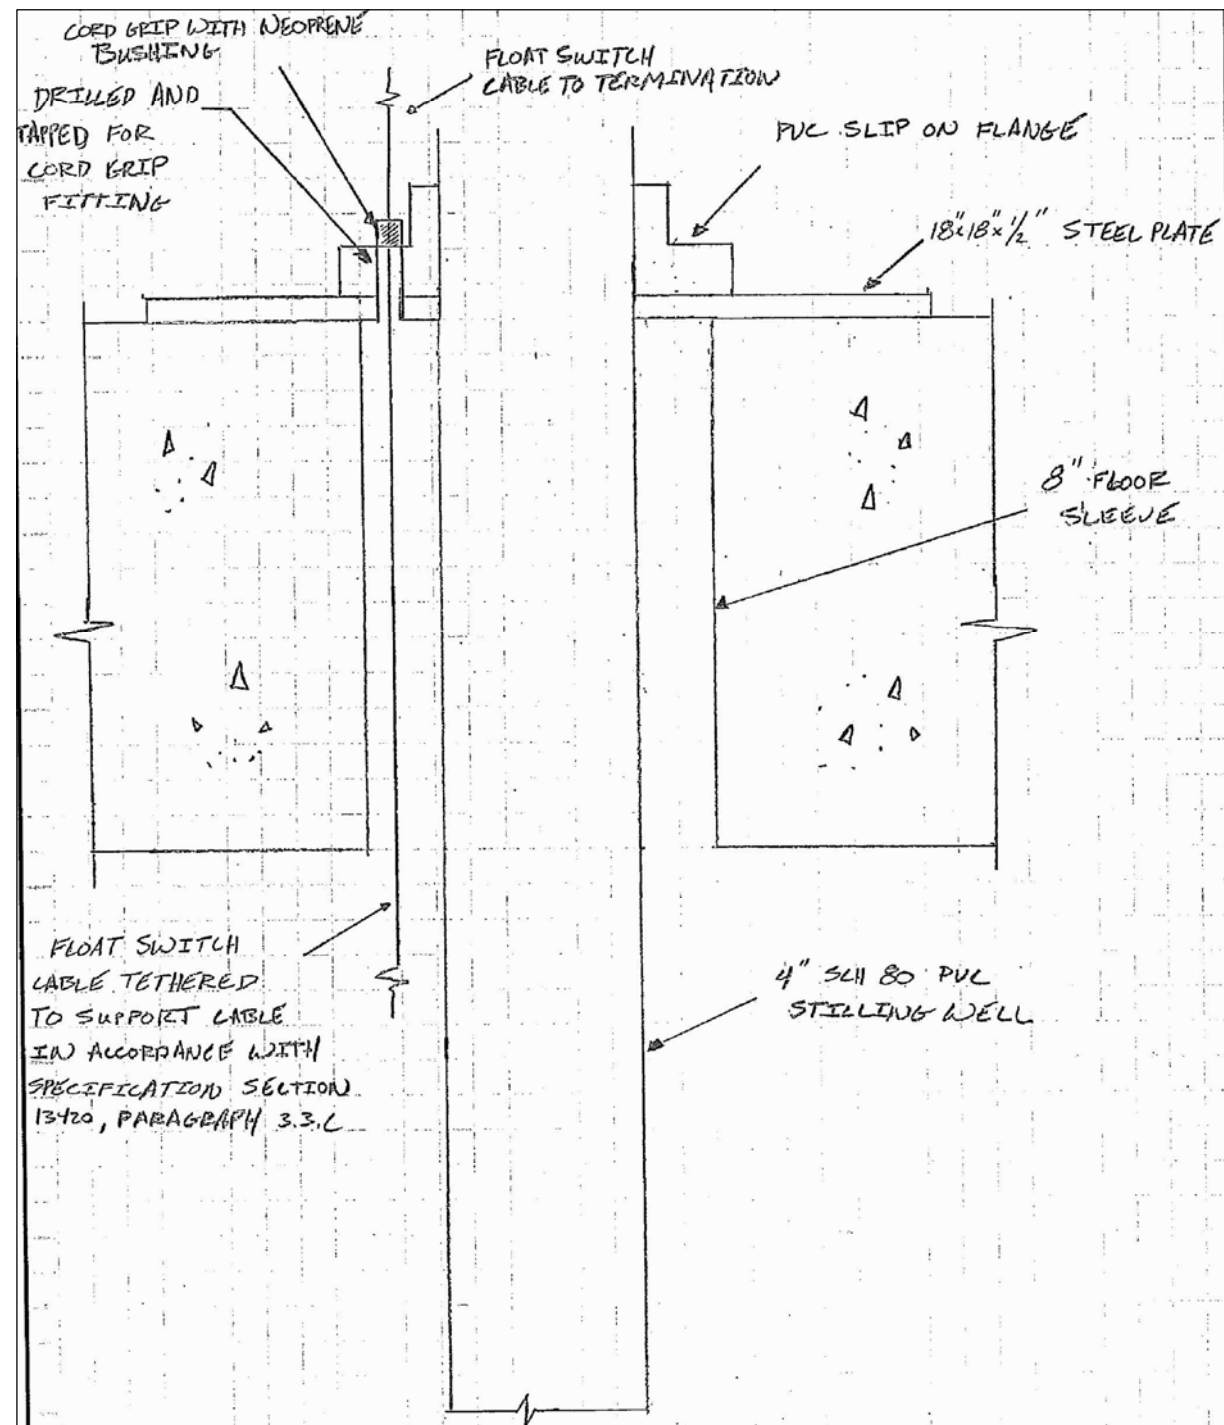 CORD GRIP WITH NEOPRENE
BUSHING
DRILLED AND
TAPPED FOR
CORD GRIP
FITTING
FLOAT SWITCH
CABLE TO TERMINATION
PVC SLIP ON FLANGE
18"x18"x1/2" STEEL PLATE
8" FLOOR
SLEEVE
FLOAT SWITCH
CABLE TETHERED
TO SUPPORT CABLE
IN ACCORDANCE WITH
SPECIFICATION SECTION
13420, PARAGRAPH 3.3.C
4" SCH 80 PVC
STILLING WELL